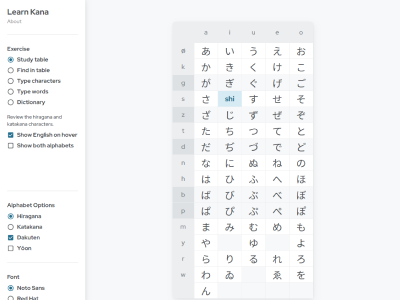 Learn Kana
About
Exercise
Study table
Find in table
Type characters
Type words
Dictionary
Review the hiragana and
katakana characters.
Show English on hover
Show both alphabets
Alphabet Options
Hiragana
Katakana
Dakuten
Yōon
Font
Noto Sans
Red Hat
a i u e o
ø あ い う え お
k か き く け こ
g が ぎ ぐ げ ご
s さ shi す せ そ
z ざ じ ず ぜ ぞ
t た ち つ て と
d だ ぢ づ で ど
n な に ぬ ね の
h は ひ ふ へ ほ
b ば び ぶ べ ぼ
p ぱ ぴ ぷ ぺ ぽ
m ま み む め も
y や ゆ よ
r ら り る れ ろ
w わ ゐ ゑ を
ん